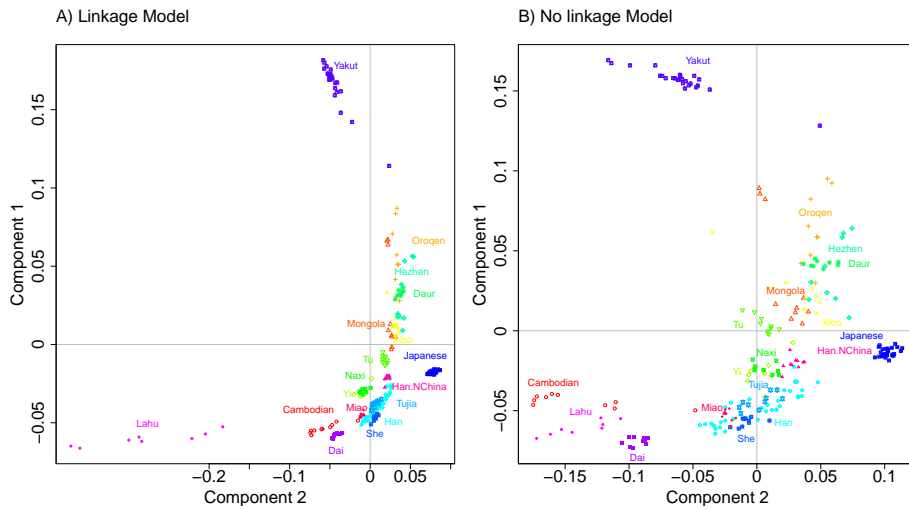 A) Linkage Model
Component 1
0.15
0.10
0.05
0
−0.05
−0.2
−0.1
0
Component 2
Yakut
Oroqen
Hezhen
Daur
Mongola
Xibo
Tu
Japanese
Naxi
Han.NChina
Yi
Tujia
Miao
Cambodian
Han
She
Lahu
Dai
B) No linkage Model
Component 1
0.15
0.10
0.05
0
−0.05
−0.15
−0.1
−0.05
0
0.05
0.1
Component 2
Yakut
Oroqen
Hezhen
Daur
Mongola
Xibo
Tu
Japanese
Naxi
Han.NChina
Yi
Tujia
Cambodian
Lahu
Miao
Han
She
Dai